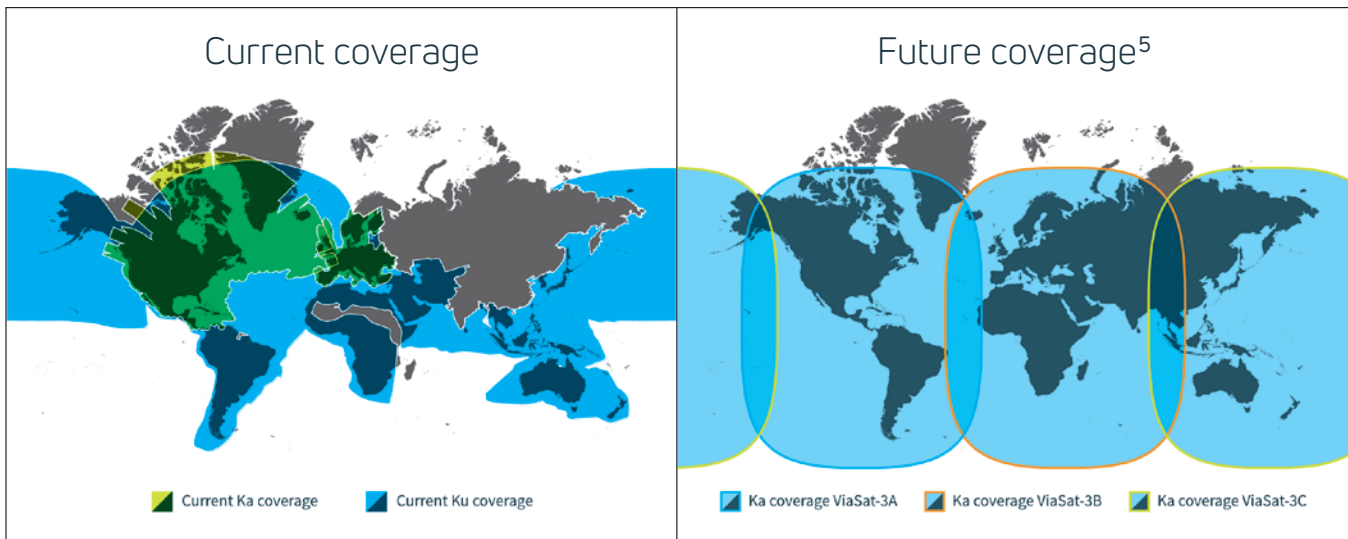 Current coverage
Future coverage⁵
Current Ka coverage
Current Ku coverage
Ka coverage ViaSat-3A
Ka coverage ViaSat-3B
Ka coverage ViaSat-3C